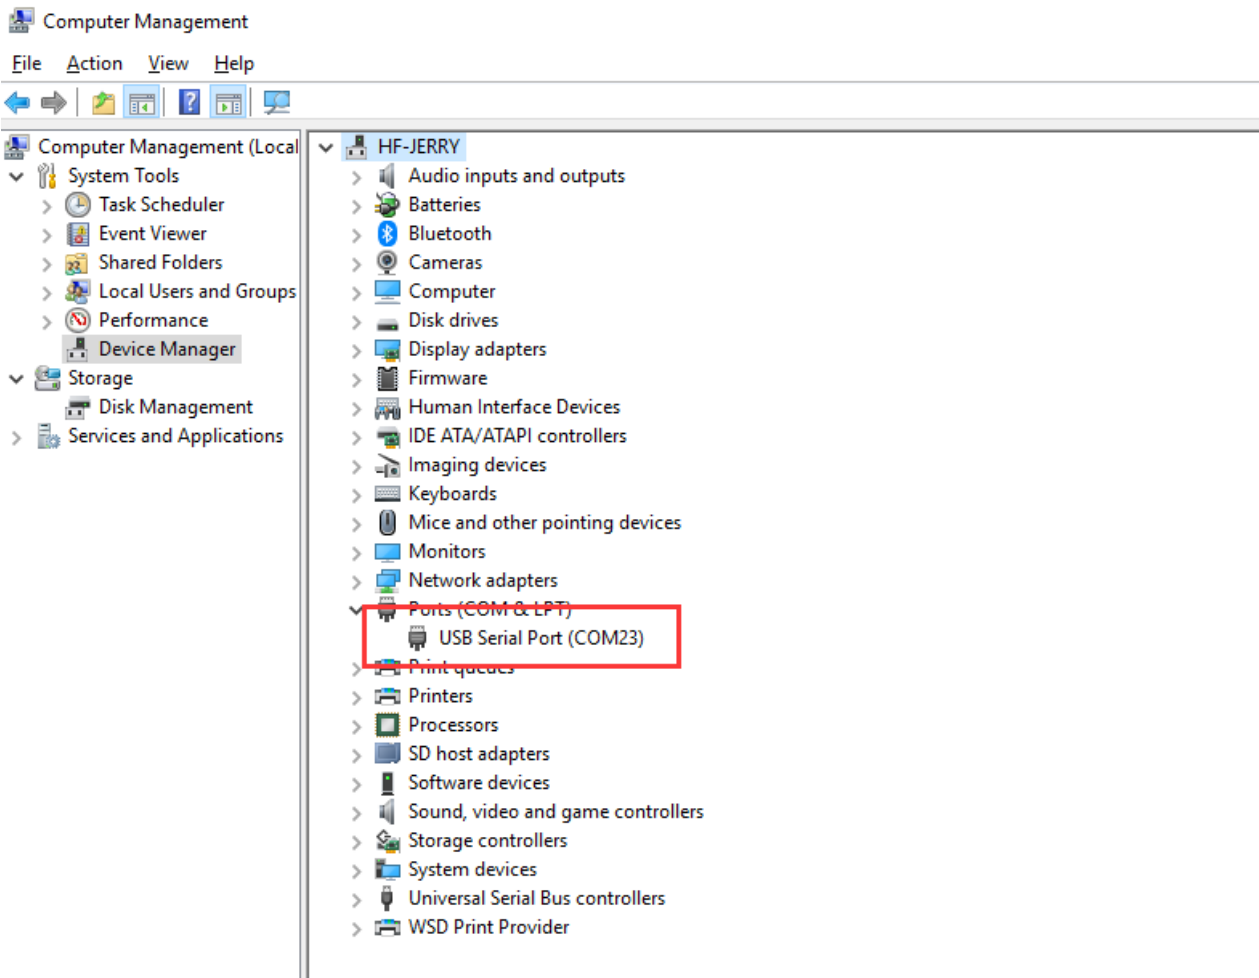 Computer Management
File Action View Help
Computer Management (Local
System Tools
Task Scheduler
Event Viewer
Shared Folders
Local Users and Groups
Performance
Device Manager
Storage
Disk Management
Services and Applications
HF-JERRY
Audio inputs and outputs
Batteries
Bluetooth
Cameras
Computer
Disk drives
Display adapters
Firmware
Human Interface Devices
IDE ATA/ATAPI controllers
Imaging devices
Keyboards
Mice and other pointing devices
Monitors
Network adapters
Ports (COM & LPT)
USB Serial Port (COM23)
Print queues
Printers
Processors
SD host adapters
Software devices
Sound, video and game controllers
Storage controllers
System devices
Universal Serial Bus controllers
WSD Print Provider